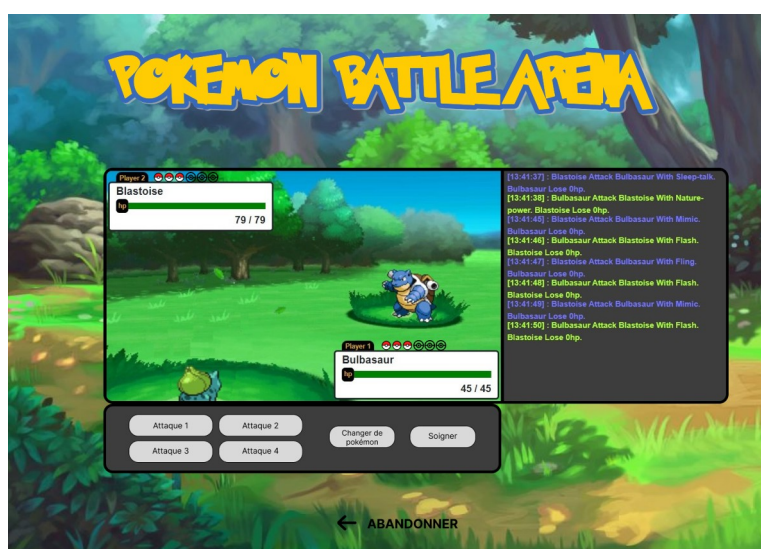 POKEMON BATTLE ARENA
Player 2
Blastoise
hp
79 / 79
[13:41:37] : Blastoise Attack Bulbasaur With Sleep-talk.
Bulbasaur Lose 0hp.
[13:41:38] : Bulbasaur Attack Blastoise With Nature-
power. Blastoise Lose 0hp.
[13:41:45] : Blastoise Attack Bulbasaur With Mimic.
Bulbasaur Lose 0hp.
[13:41:46] : Bulbasaur Attack Blastoise With Flash.
Blastoise Lose 0hp.
[13:41:47] : Blastoise Attack Bulbasaur With Fling.
Bulbasaur Lose 0hp.
[13:41:48] : Bulbasaur Attack Blastoise With Flash.
Blastoise Lose 0hp.
[13:41:49] : Blastoise Attack Bulbasaur With Mimic.
Bulbasaur Lose 0hp.
[13:41:50] : Bulbasaur Attack Blastoise With Flash.
Blastoise Lose 0hp.
Player 1
Bulbasaur
hp
45 / 45
Attaque 1
Attaque 2
Attaque 3
Attaque 4
Changer de
pokémon
Soigner
ABANDONNER